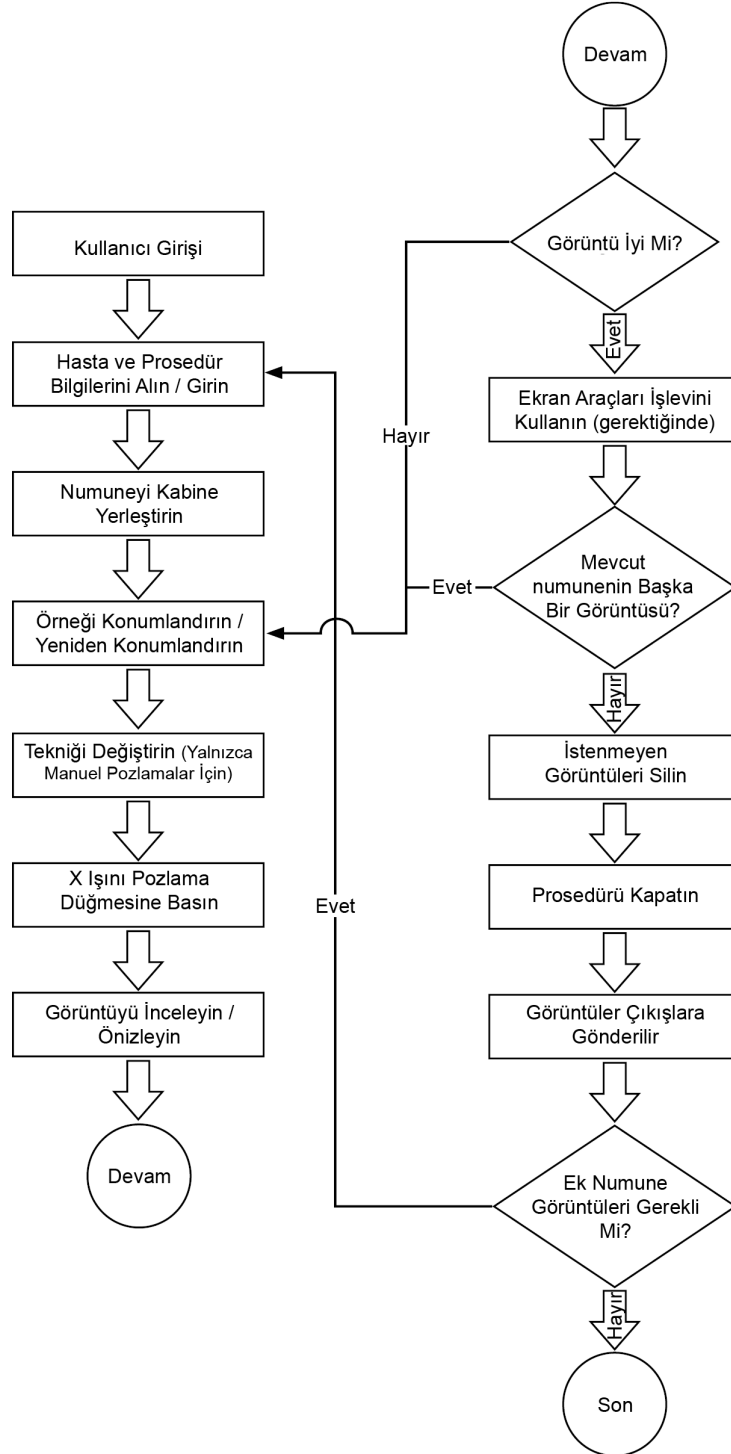 Kullanıcı Girişi
Hasta ve Prosedür
Bilgilerini Alın / Girin
Numuneyi Kabine
Yerleştirin
Örneği Konumlandırın /
Yeniden Konumlandırın
Tekniği Değiştirin (Yalnızca
Manuel Pozlamalar İçin)
X Işını Pozlama
Düğmesine Basın
Görüntüyü İnceleyin /
Önizleyin
Devam
Devam
Görüntü İyi Mi?
Hayır
Evet
Ekran Araçları İşlevini
Kullanın (gerektiğinde)
Mevcut
numunenin Başka
Bir Görüntüsü?
Evet
Hayır
İstenmeyen
Görüntüleri Silin
Prosedürü Kapatın
Görüntüler Çıkışlara
Gönderilir
Ek Numune
Görüntüleri Gerekli
Mi?
Evet
Hayır
Son